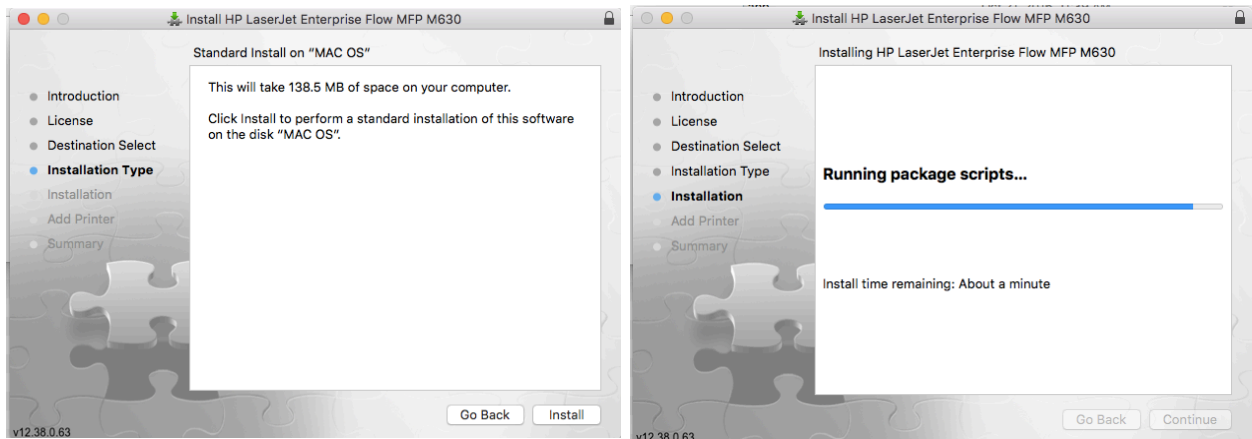 Install HP LaserJet Enterprise Flow MFP M630
Standard Install on “MAC OS”
Introduction
License
Destination Select
Installation Type
Installation
Add Printer
Summary
This will take 138.5 MB of space on your computer.
Click Install to perform a standard installation of this software
on the disk “MAC OS”.
Go Back
Install
v12.38.0.63
Install HP LaserJet Enterprise Flow MFP M630
Installing HP LaserJet Enterprise Flow MFP M630
Introduction
License
Destination Select
Installation Type
Installation
Add Printer
Summary
Running package scripts...
Install time remaining: About a minute
Go Back
Continue
v12.38.0.63